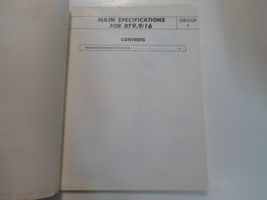 MAIN SPECIFICATIONS
FOR DT9.9/16
GROUP
1
CONTENTS